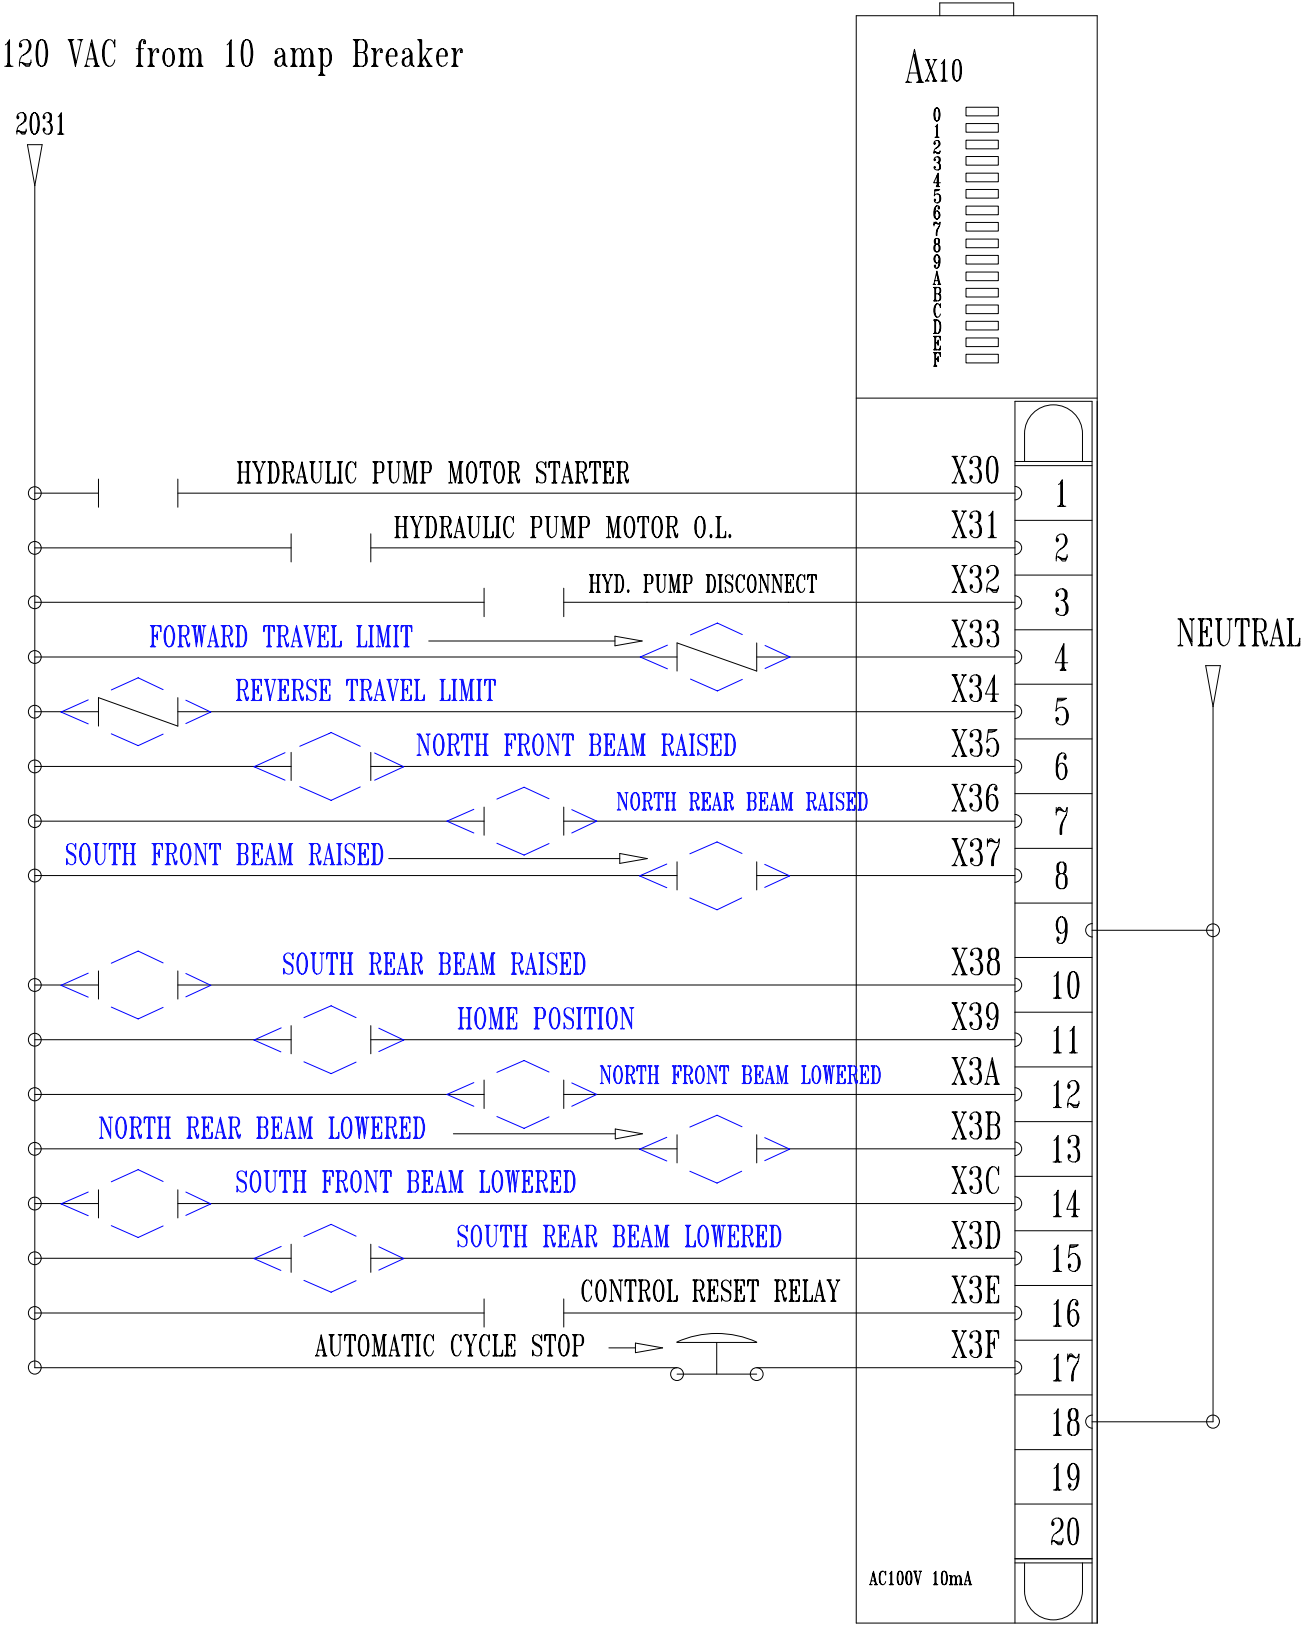 120 VAC from 10 amp Breaker
AX10
2031
0
1
2
3
4
5
6
7
8
9
A
B
C
D
E
F
HYDRAULIC PUMP MOTOR STARTER X30 1
HYDRAULIC PUMP MOTOR O.L. X31 2
HYD. PUMP DISCONNECT X32 3
FORWARD TRAVEL LIMIT X33 4
NEUTRAL
REVERSE TRAVEL LIMIT X34 5
NORTH FRONT BEAM RAISED X35 6
NORTH REAR BEAM RAISED X36 7
SOUTH FRONT BEAM RAISED X37 8
9
SOUTH REAR BEAM RAISED X38 10
HOME POSITION X39 11
NORTH FRONT BEAM LOWERED X3A 12
NORTH REAR BEAM LOWERED X3B 13
SOUTH FRONT BEAM LOWERED X3C 14
SOUTH REAR BEAM LOWERED X3D 15
CONTROL RESET RELAY X3E 16
AUTOMATIC CYCLE STOP X3F 17
18
19
20
AC100V 10mA